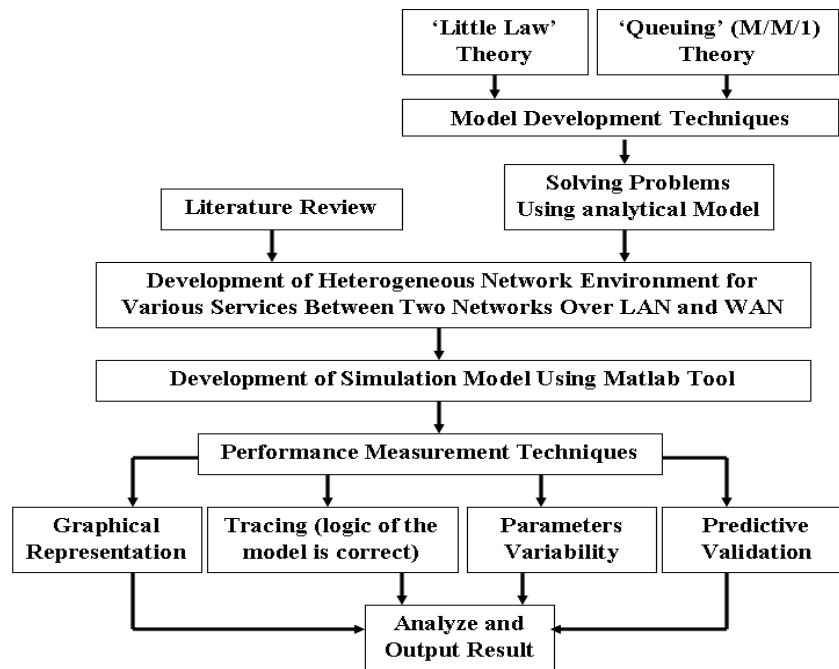 ‘Little Law’
Theory
‘Queuing’ (M/M/1)
Theory
Model Development Techniques
Literature Review
Solving Problems
Using analytical Model
Development of Heterogeneous Network Environment for
Various Services Between Two Networks Over LAN and WAN
Development of Simulation Model Using Matlab Tool
Performance Measurement Techniques
Graphical
Representation
Tracing (logic of the
model is correct)
Parameters
Variability
Predictive
Validation
Analyze and
Output Result